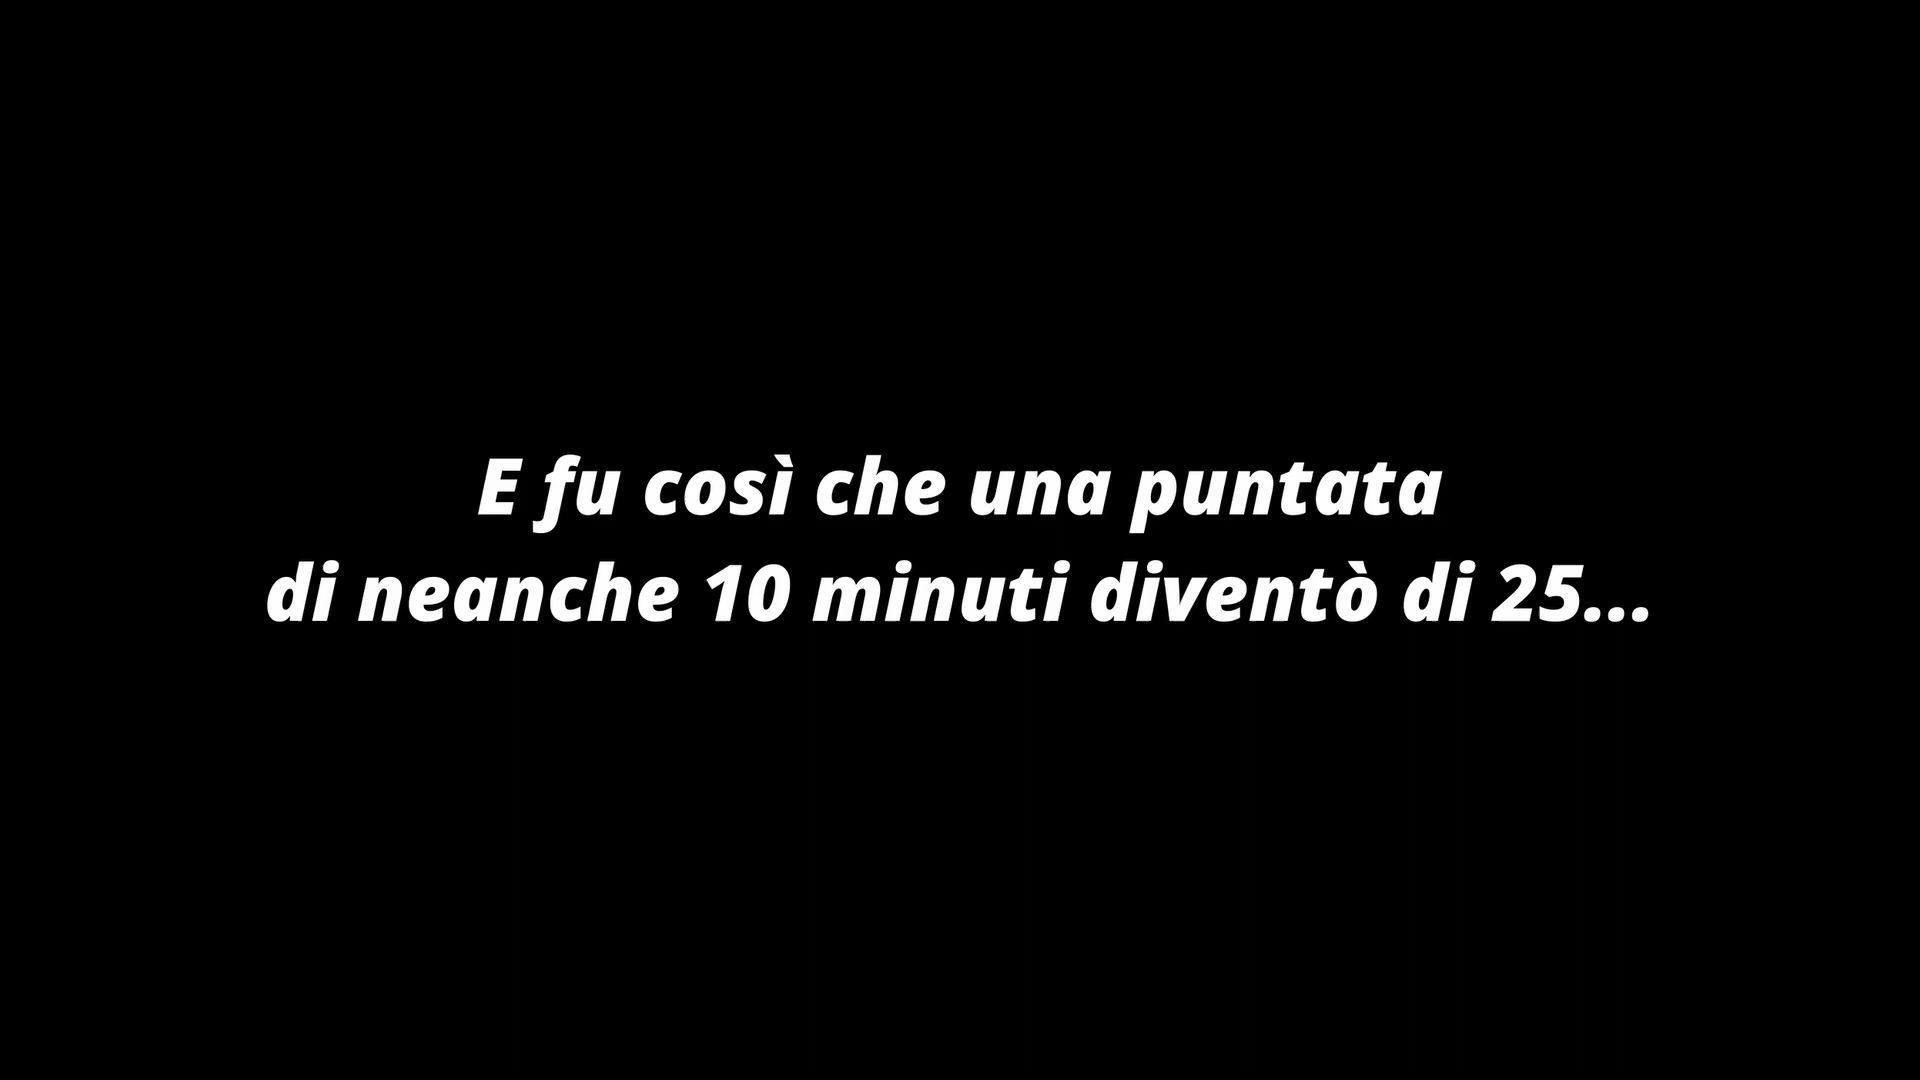 E fu così che una puntata
di neanche 10 minuti diventò di 25...